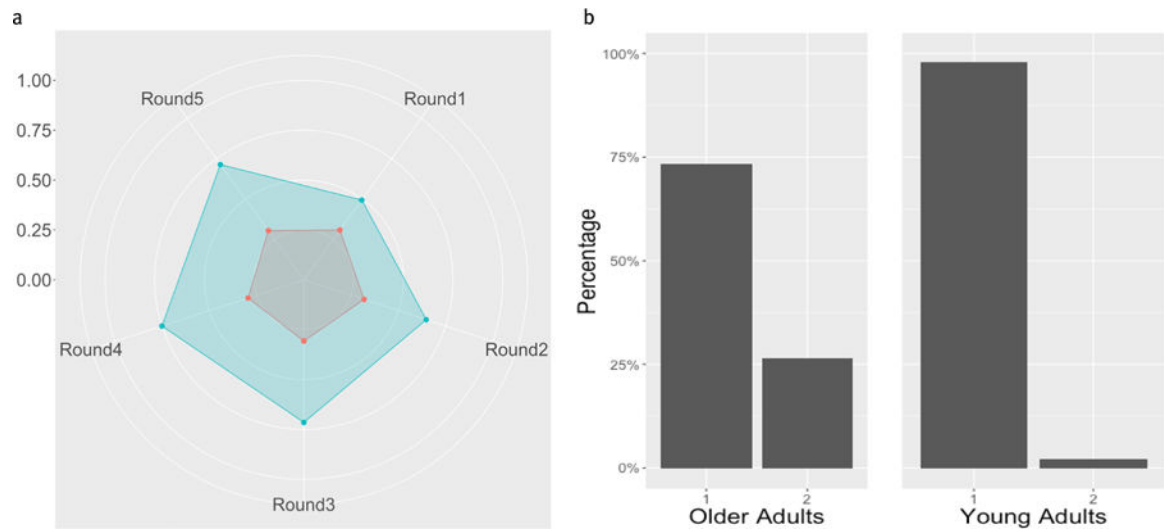 a
1.00
0.75
0.50
0.25
0.00
Round5
Round1
Round4
Round2
Round3
b
Percentage
100%
75%
50%
25%
0%
1 2
Older Adults
1 2
Young Adults